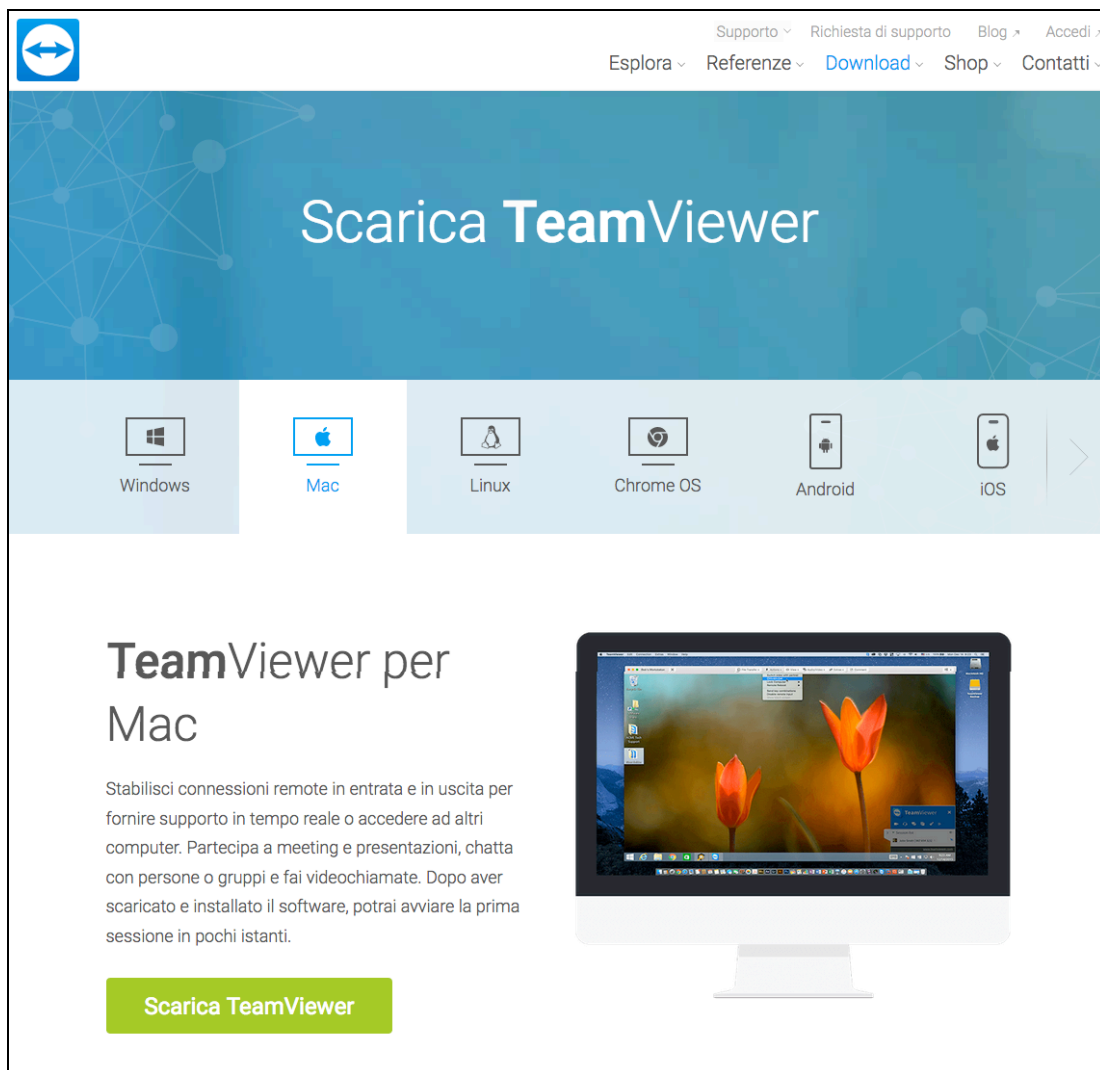 Supporto Richiesta di supporto Blog Accedi
Esplora Referenze Download Shop Contatti
Scarica TeamViewer
Windows Mac Linux Chrome OS Android iOS
TeamViewer per
Mac
Stabilisci connessioni remote in entrata e in uscita per
fornire supporto in tempo reale o accedere ad altri
computer. Partecipa a meeting e presentazioni, chatta
con persone o gruppi e fai videochiamate. Dopo aver
scaricato e installato il software, potrai avviare la prima
sessione in pochi istanti.
TeamViewer
Scarica TeamViewer